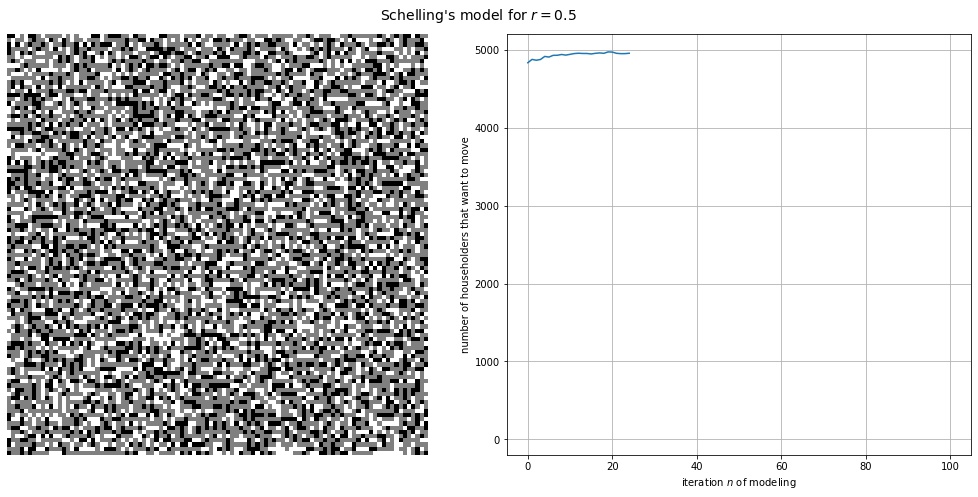 Schelling's model for r = 0.5
number of householders that want to move
5000
4000
3000
2000
1000
0
0 20 40 60 80 100
iteration n of modeling